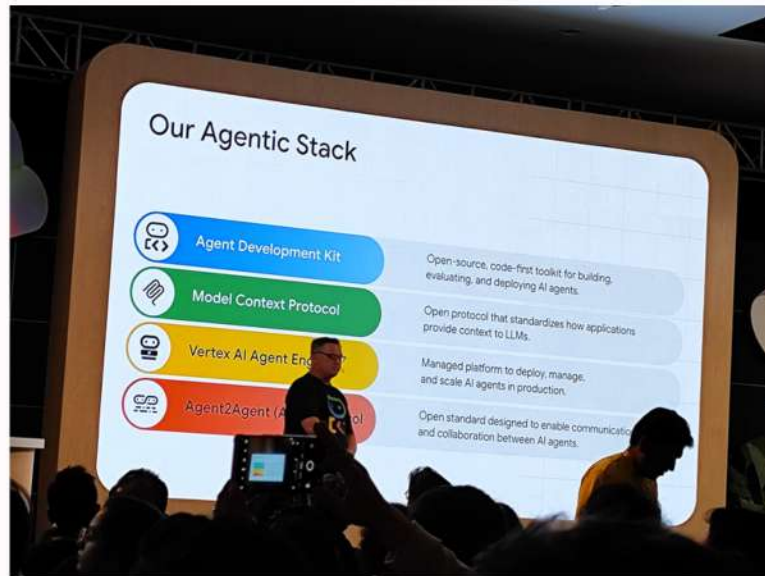 Our Agentic Stack
Agent Development Kit
Open-source, code-first toolkit for building,
evaluating, and deploying AI agents.
Model Context Protocol
Open protocol that standardizes how applications
provide context to LLMs.
Vertex AI Agent
Managed platform to deploy, manage,
and scale AI agents in production.
Agent2Agent
Open standard designed to enable
and collaboration between AI agents.